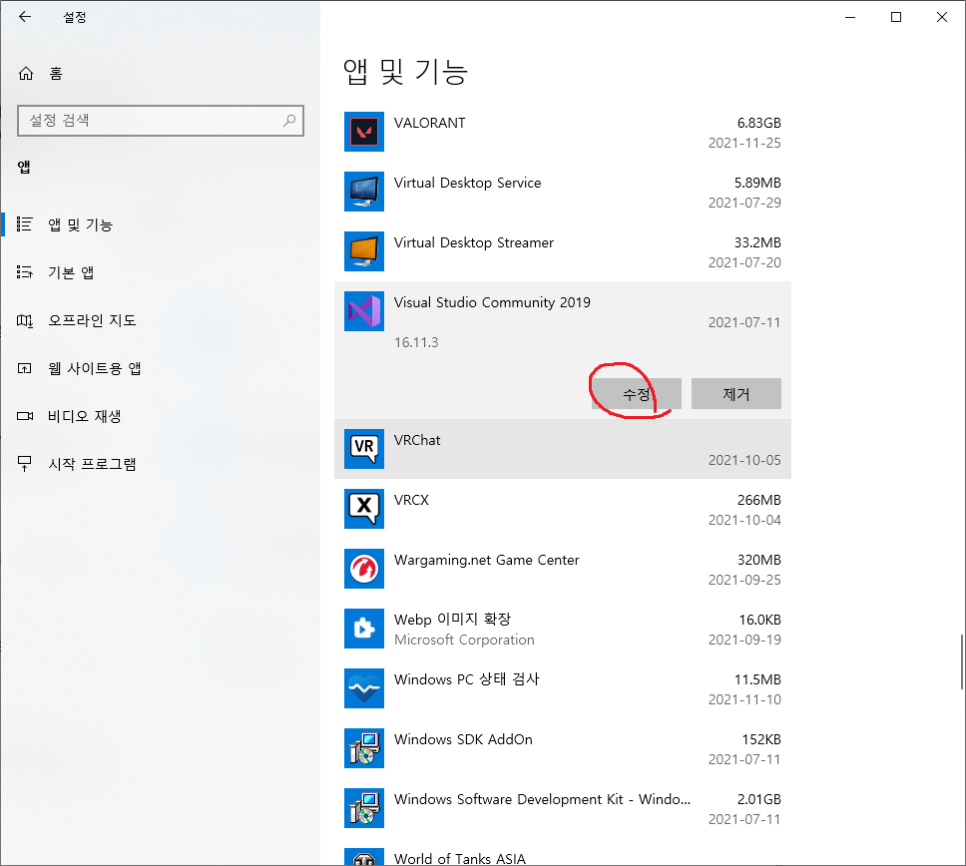 설정
홈
설정 검색
앱
앱 및 기능
기본 앱
오프라인 지도
웹 사이트용 앱
비디오 재생
시작 프로그램
앱 및 기능
VALORANT 6.83GB
2021-11-25
Virtual Desktop Service 5.89MB
2021-07-29
Virtual Desktop Streamer 33.2MB
2021-07-20
Visual Studio Community 2019
2021-07-11
16.11.3
수정 제거
VR VRChat
2021-10-05
X VRCX 266MB
2021-10-04
Wargaming.net Game Center 320MB
2021-09-25
Webp 이미지 확장 16.0KB
Microsoft Corporation 2021-09-19
Windows PC 상태 검사 11.5MB
2021-11-10
Windows SDK AddOn 152KB
2021-07-11
Windows Software Development Kit - Windo... 2.01GB
2021-07-11
World of Tanks ASIA